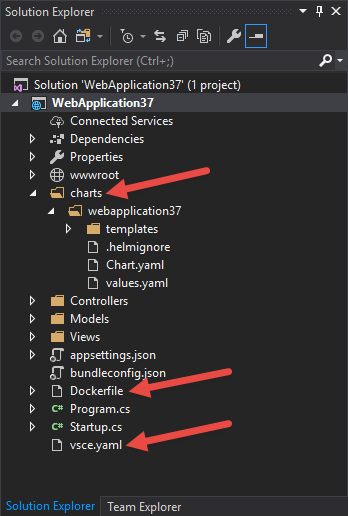 Solution Explorer
Search Solution Explorer (Ctrl+;)
Solution 'WebApplication37' (1 project)
WebApplication37
Connected Services
Dependencies
Properties
wwwroot
charts
webapplication37
templates
.helmignore
Chart.yaml
values.yaml
Controllers
Models
Views
appsettings.json
bundleconfig.json
Dockerfile
C# Program.cs
C# Startup.cs
vsce.yaml
Solution Explorer Team Explorer